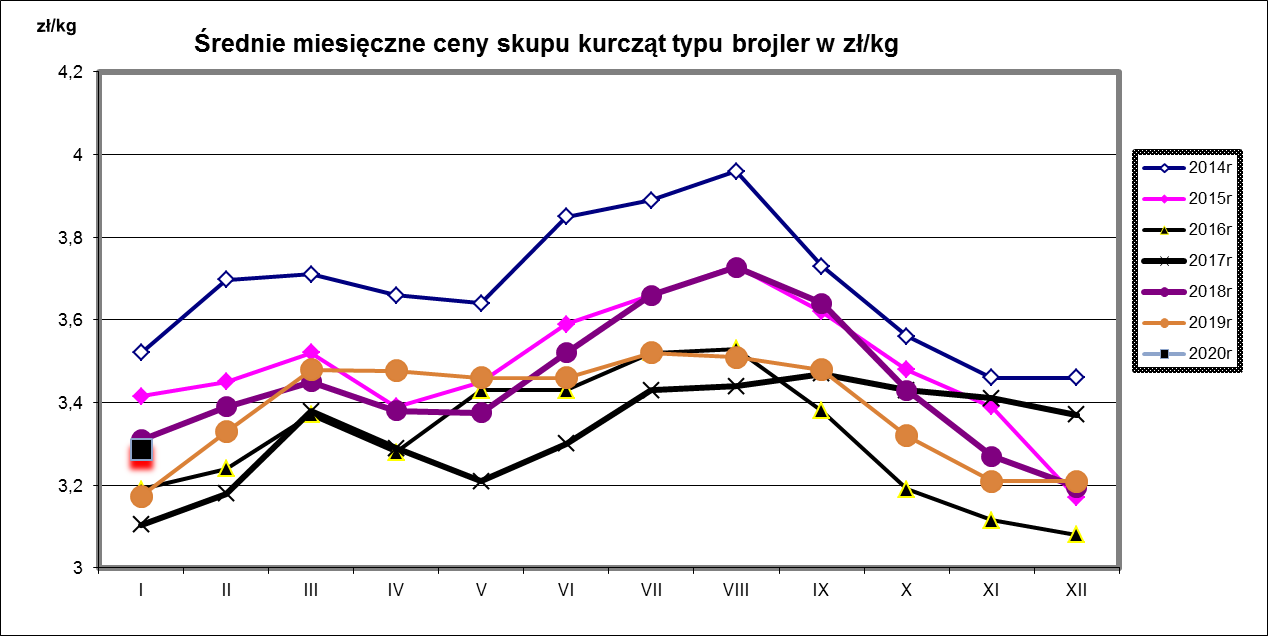 zł/kg
Średnie miesięczne ceny skupu kurcząt typu brojler w zł/kg
4,2
4
3,8
3,6
3,4
3,2
3
I II III IV V VI VII VIII IX X XI XII
2014r
2015r
2016r
2017r
2018r
2019r
2020r